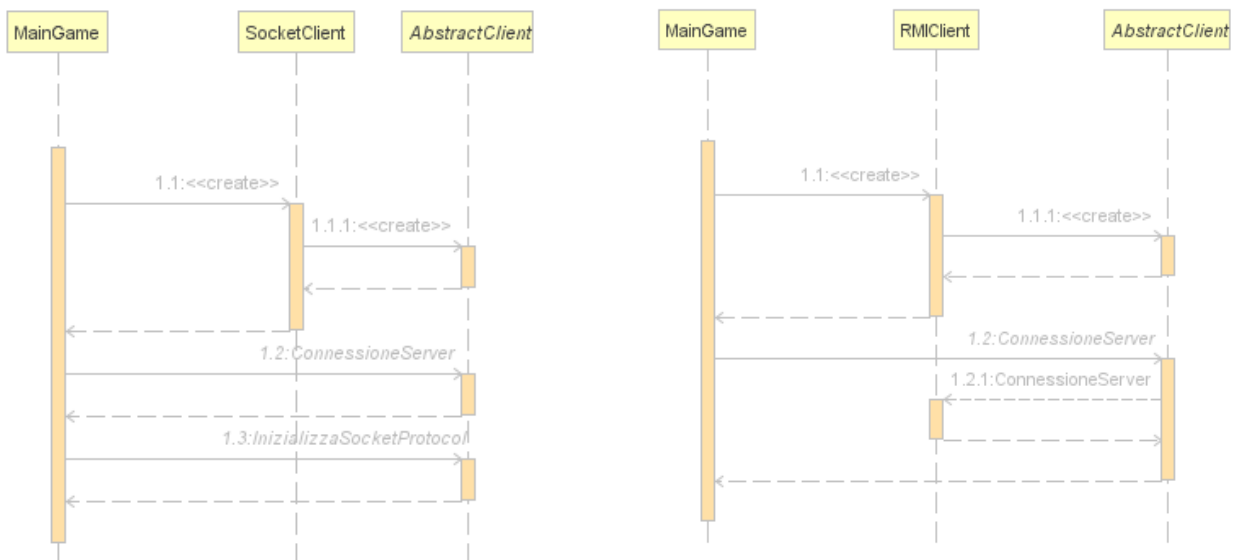 MainGame
SocketClient
AbstractClient
1.1:<<create>>
1.1.1:<<create>>
1.2:ConnessioneServer
1.3:InizializzaSocketProtocol
MainGame
RMIClient
AbstractClient
1.1:<<create>>
1.1.1:<<create>>
1.2:ConnessioneServer
1.2.1:ConnessioneServer